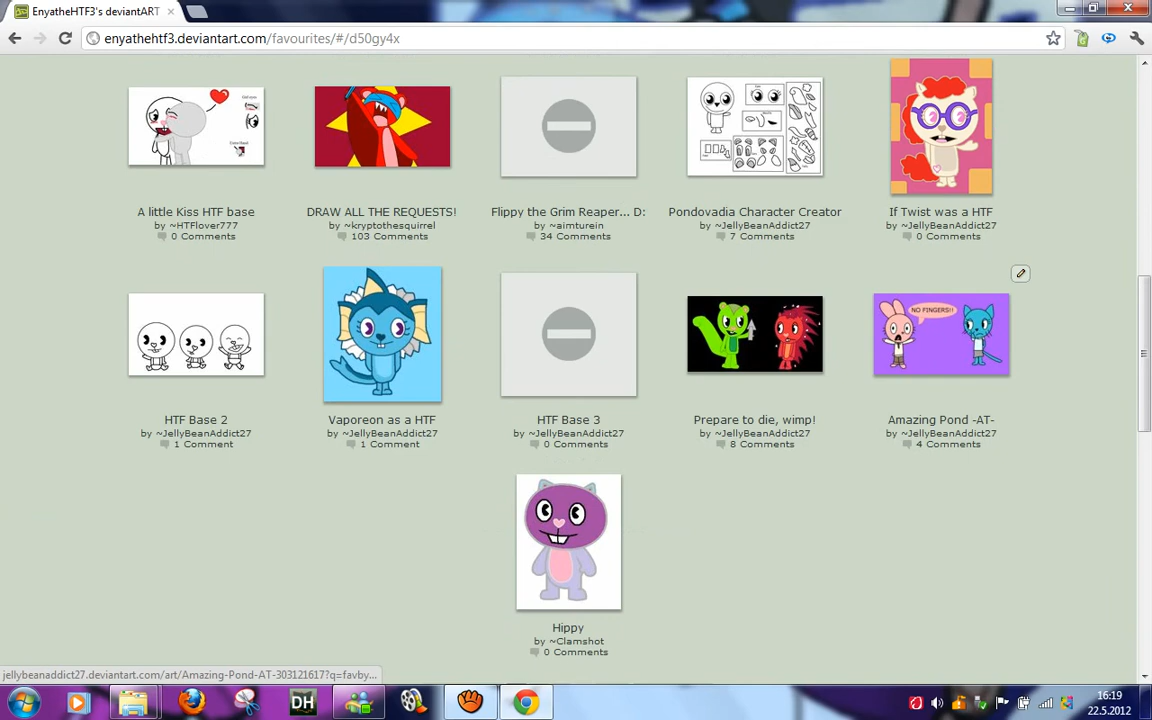 EnyatheHTF3's deviantART
enyathehtf3.deviantart.com/favourites/#/d50gy4x
A little Kiss HTF base
by ~HTFlover777
0 Comments
DRAW ALL THE REQUESTS!
by ~kryptothesquirrel
103 Comments
Flippy the Grim Reaper... D:
by ~aimturein
34 Comments
Pondovadia Character Creator
by ~JellyBeanAddict27
7 Comments
If Twist was a HTF
by ~JellyBeanAddict27
0 Comments
NO FINGERS!!
HTF Base 2
by ~JellyBeanAddict27
1 Comment
Vaporeon as a HTF
by ~JellyBeanAddict27
1 Comment
HTF Base 3
by ~JellyBeanAddict27
0 Comments
Prepare to die, wimp!
by ~JellyBeanAddict27
8 Comments
Amazing Pond -AT-
by ~JellyBeanAddict27
4 Comments
Hippy
by ~Clamshot
0 Comments
jellybeanaddict27.deviantart.com/art/Amazing-Pond-AT-303121617?q=favby...
DH
16:19
22.5.2012